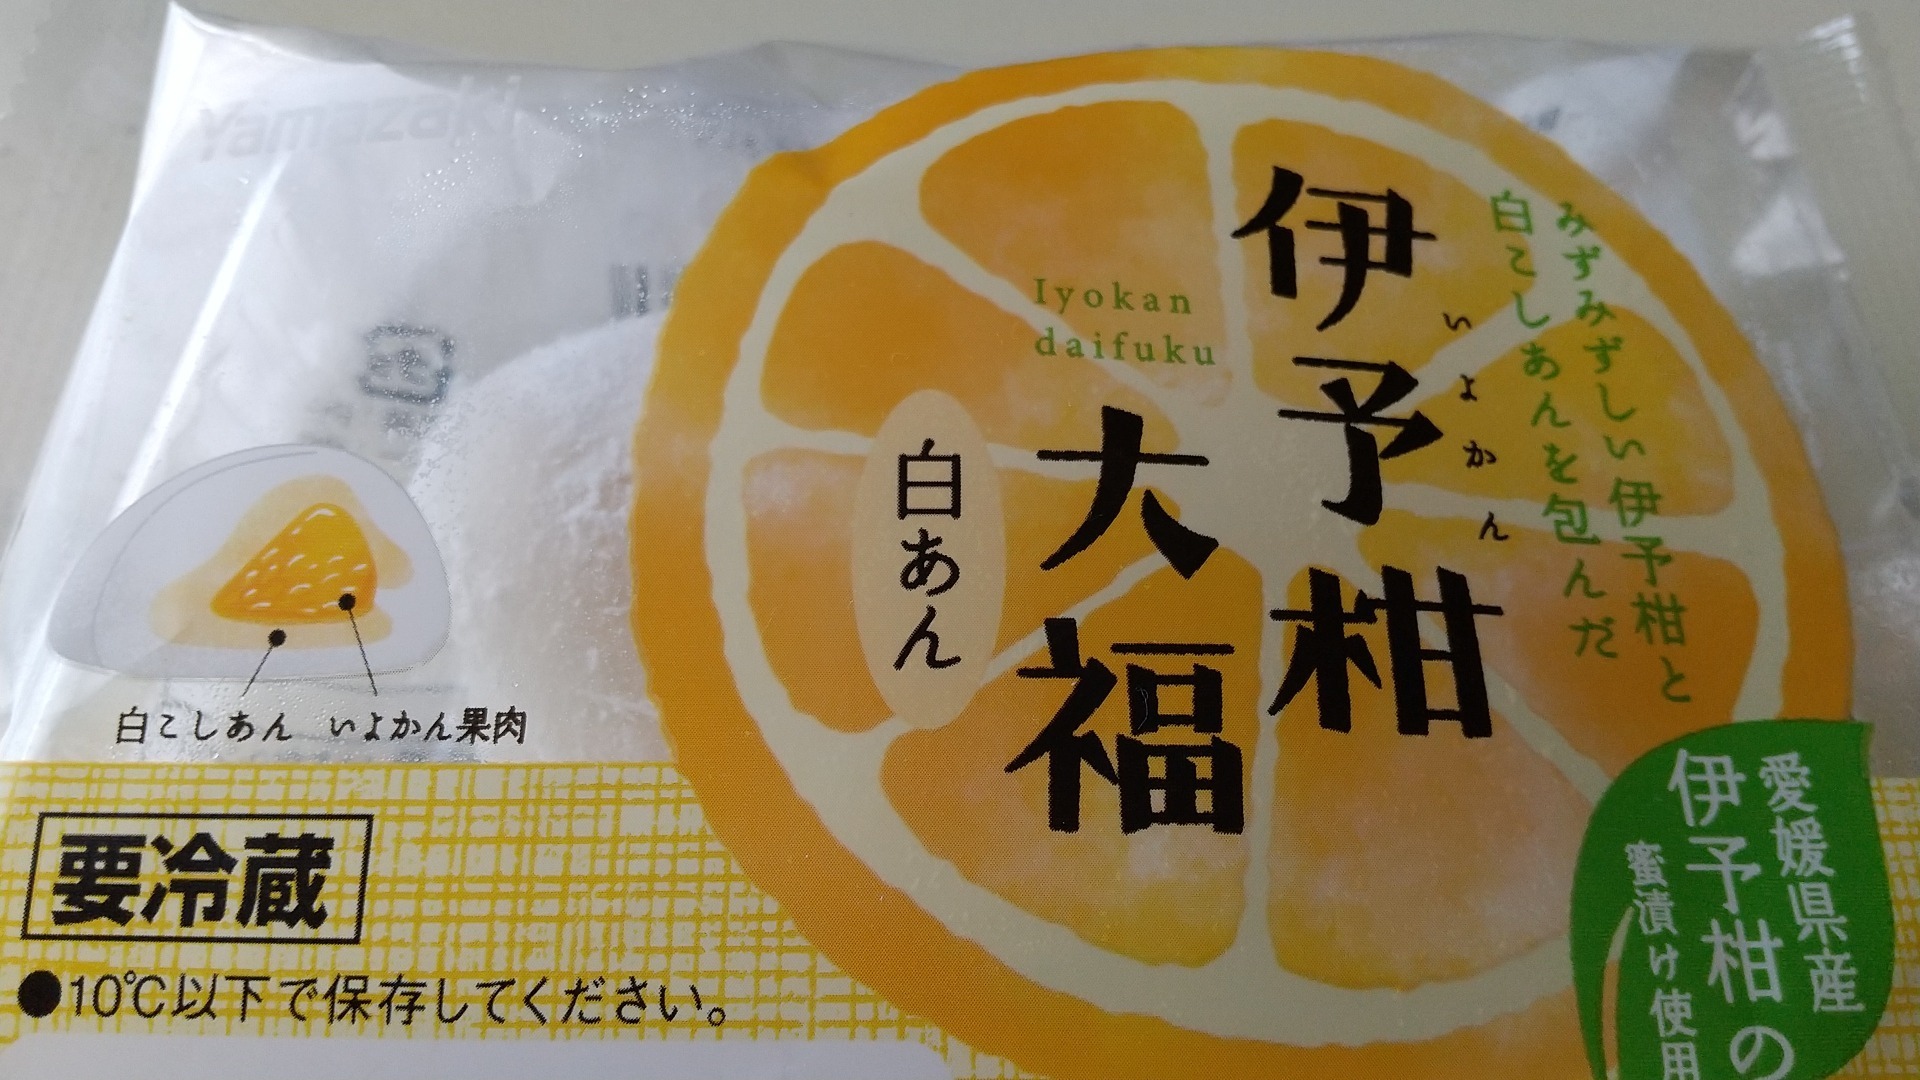 Yamazaki
みずみずしい伊予柑と
白こしあんを包んだ
伊予柑
いよかん
大福
Iyokan
daifuku
白あん
白こしあん いよかん果肉
愛媛県産
伊予柑の
蜜漬け使用
要冷蔵
●10℃以下で保存してください。